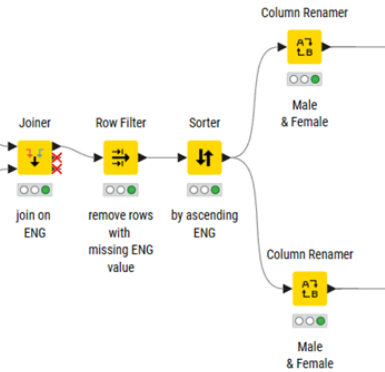 Column Renamer
A
B
Male
& Female
Joiner
Row Filter
Sorter
join on
ENG
remove rows
with
missing ENG
value
by ascending
ENG
Column Renamer
A
B
Male
& Female